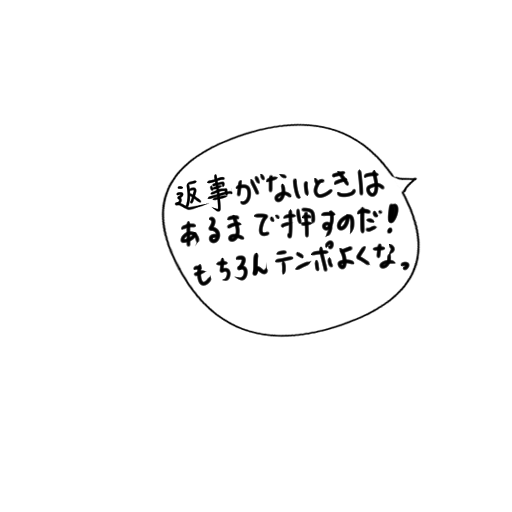 返事がないときは
あるまで押すのだ!
もちろんテンポよくなっ